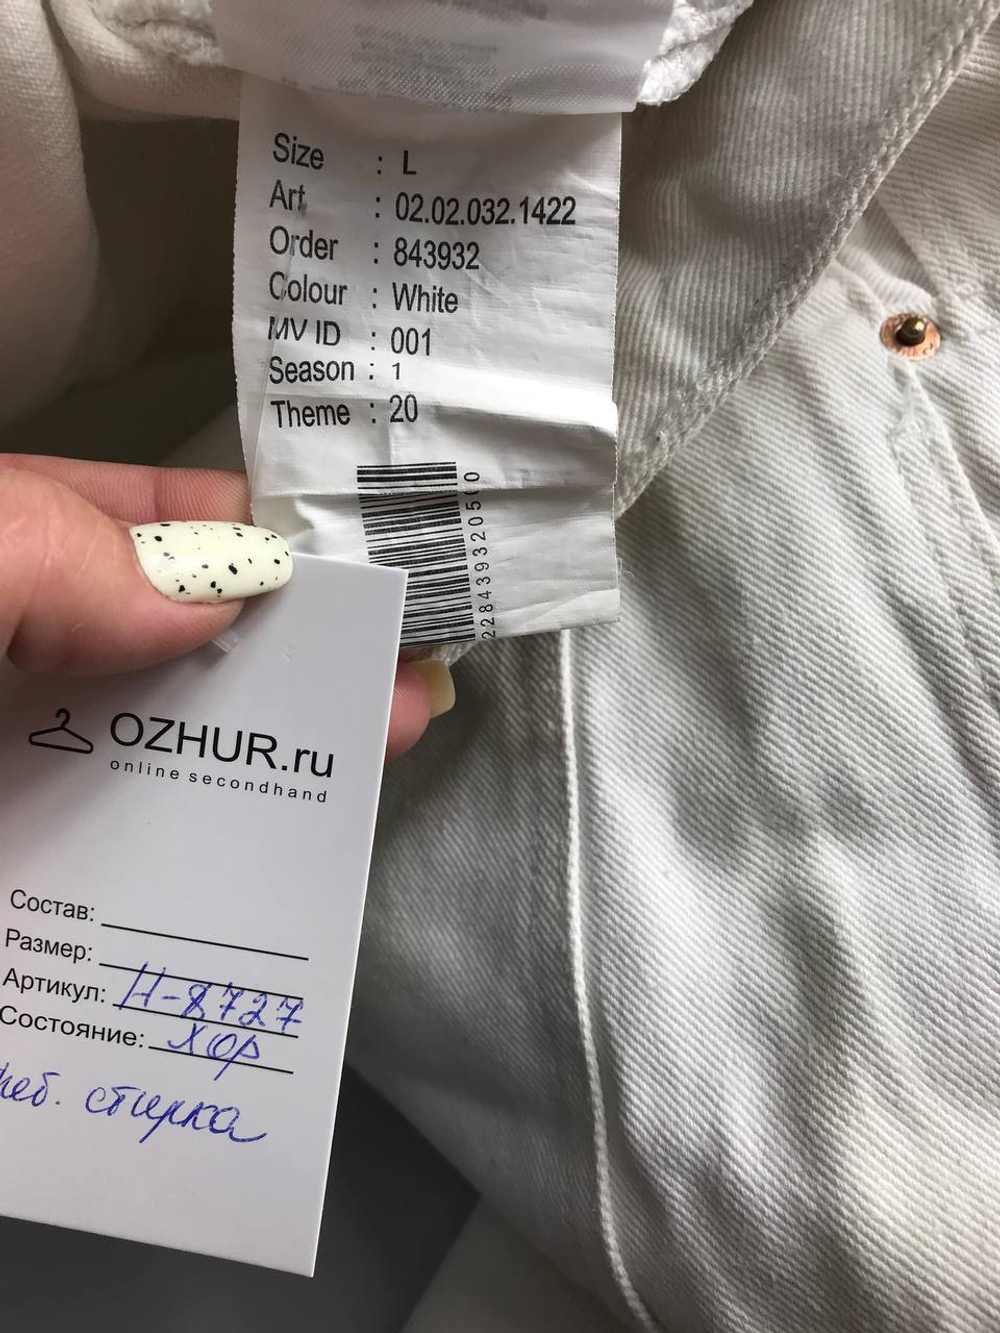 Size : L
Art : 02.02.032.1422
Order : 843932
Colour : White
MV ID : 001
Season : 1
Theme : 20
OZHUR.ru
online secondhand
Состав:
Размер:
Артикул: Н-8727
Состояние: хор
стирка